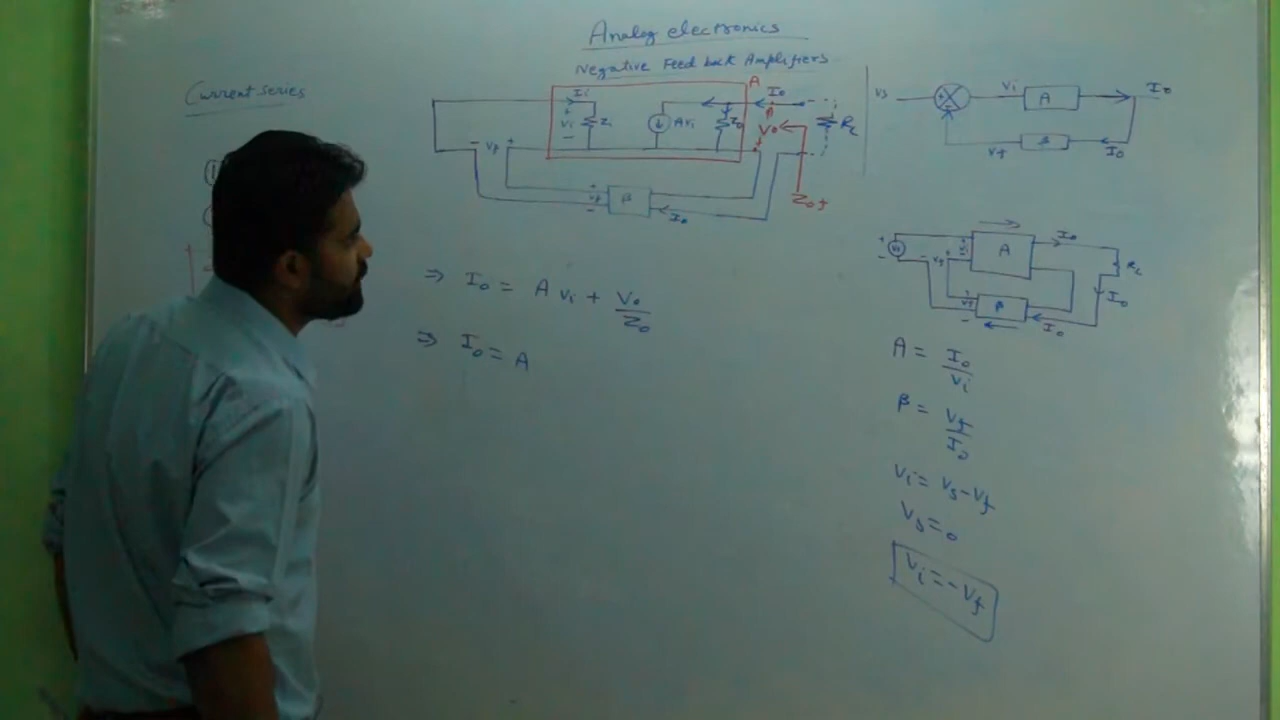 Analog electronics
Negative Feed back Amplifiers
Current series
A
Ii
Vi
Zi
AVi
Zo
Io
Vo
RL
Zof
+
-
Vf
β
Io
⇒ Io = A Vi + Vo/Zo
⇒ Io = A
Vs
Vi
A
Io
β
Vf
Io
Vs
Vi
A
Io
RL
Io
Vf
β
Io
A = Io/Vi
β = Vf/Io
Vi = Vs - Vf
Vs = 0
Vi = -Vf